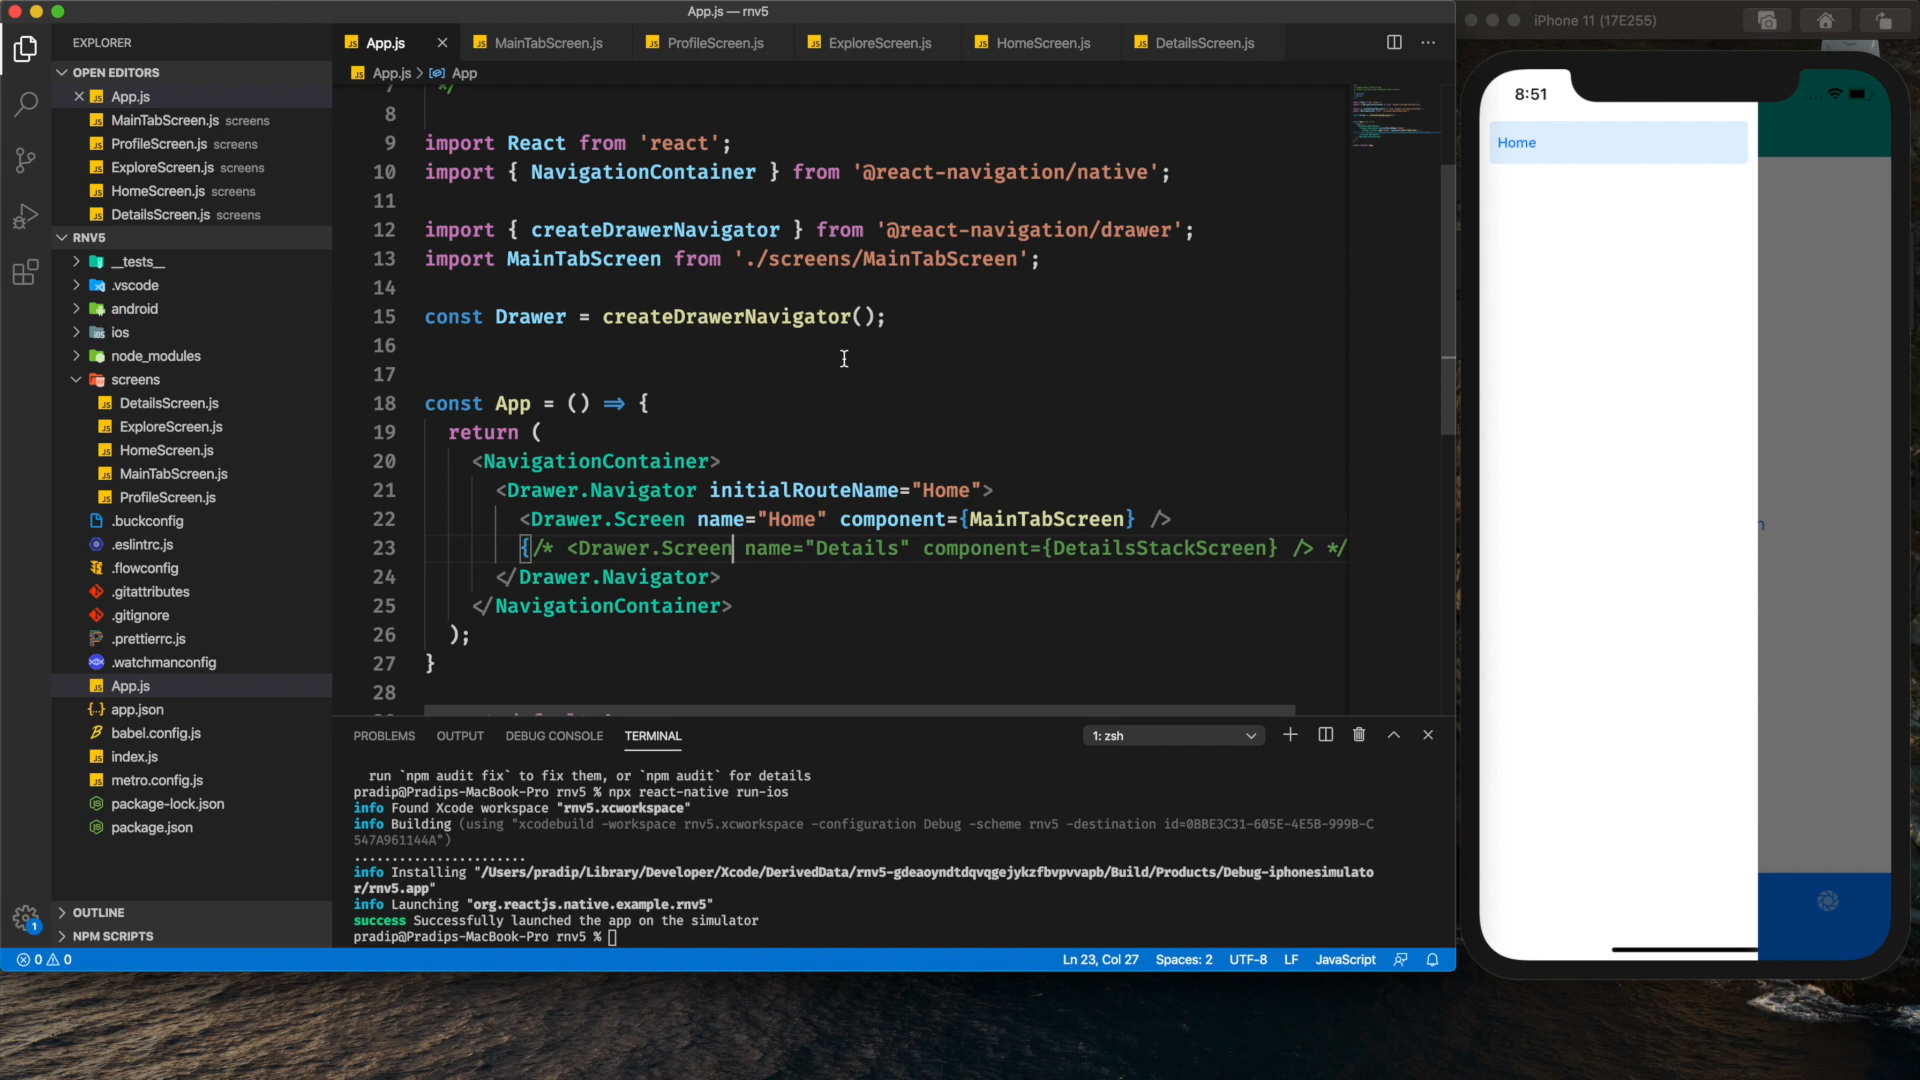 App.js — rnv5
iPhone 11 (17E255)
EXPLORER
App.js
MainTabScreen.js
ProfileScreen.js
ExploreScreen.js
HomeScreen.js
DetailsScreen.js
App.js > App
OPEN EDITORS
App.js
MainTabScreen.js screens
ProfileScreen.js screens
ExploreScreen.js screens
HomeScreen.js screens
DetailsScreen.js screens
RNV5
__tests__
.vscode
android
ios
node_modules
screens
DetailsScreen.js
ExploreScreen.js
HomeScreen.js
MainTabScreen.js
ProfileScreen.js
.buckconfig
.eslintrc.js
.flowconfig
.gitattributes
.gitignore
.prettierrc.js
.watchmanconfig
App.js
app.json
babel.config.js
index.js
metro.config.js
package-lock.json
package.json
OUTLINE
NPM SCRIPTS
1
7 */
8
9 import React from 'react';
10 import { NavigationContainer } from '@react-navigation/native';
11
12 import { createDrawerNavigator } from '@react-navigation/drawer';
13 import MainTabScreen from './screens/MainTabScreen';
14
15 const Drawer = createDrawerNavigator();
16
17
18 const App = () => {
19 return (
20 <NavigationContainer>
21 <Drawer.Navigator initialRouteName="Home">
22 <Drawer.Screen name="Home" component={MainTabScreen} />
23 {/* <Drawer.Screen name="Details" component={DetailsStackScreen} /> */
24 </Drawer.Navigator>
25 </NavigationContainer>
26 );
27 }
28
PROBLEMS OUTPUT DEBUG CONSOLE TERMINAL
1: zsh
run `npm audit fix` to fix them, or `npm audit` for details
pradip@Pradips-MacBook-Pro rnv5 % npx react-native run-ios
info Found Xcode workspace "rnv5.xcworkspace"
info Building (using "xcodebuild -workspace rnv5.xcworkspace -configuration Debug -scheme rnv5 -destination id=0BBE3C31-605E-4E5B-999B-C
547A961144A")
.......................
info Installing "/Users/pradip/Library/Developer/Xcode/DerivedData/rnv5-gdeaoyndtdqvqgejykzfbvpvvapb/Build/Products/Debug-iphonesimulato
r/rnv5.app"
info Launching "org.reactjs.native.example.rnv5"
success Successfully launched the app on the simulator
pradip@Pradips-MacBook-Pro rnv5 %
0 0
Ln 23, Col 27 Spaces: 2 UTF-8 LF JavaScript
8:51
Home